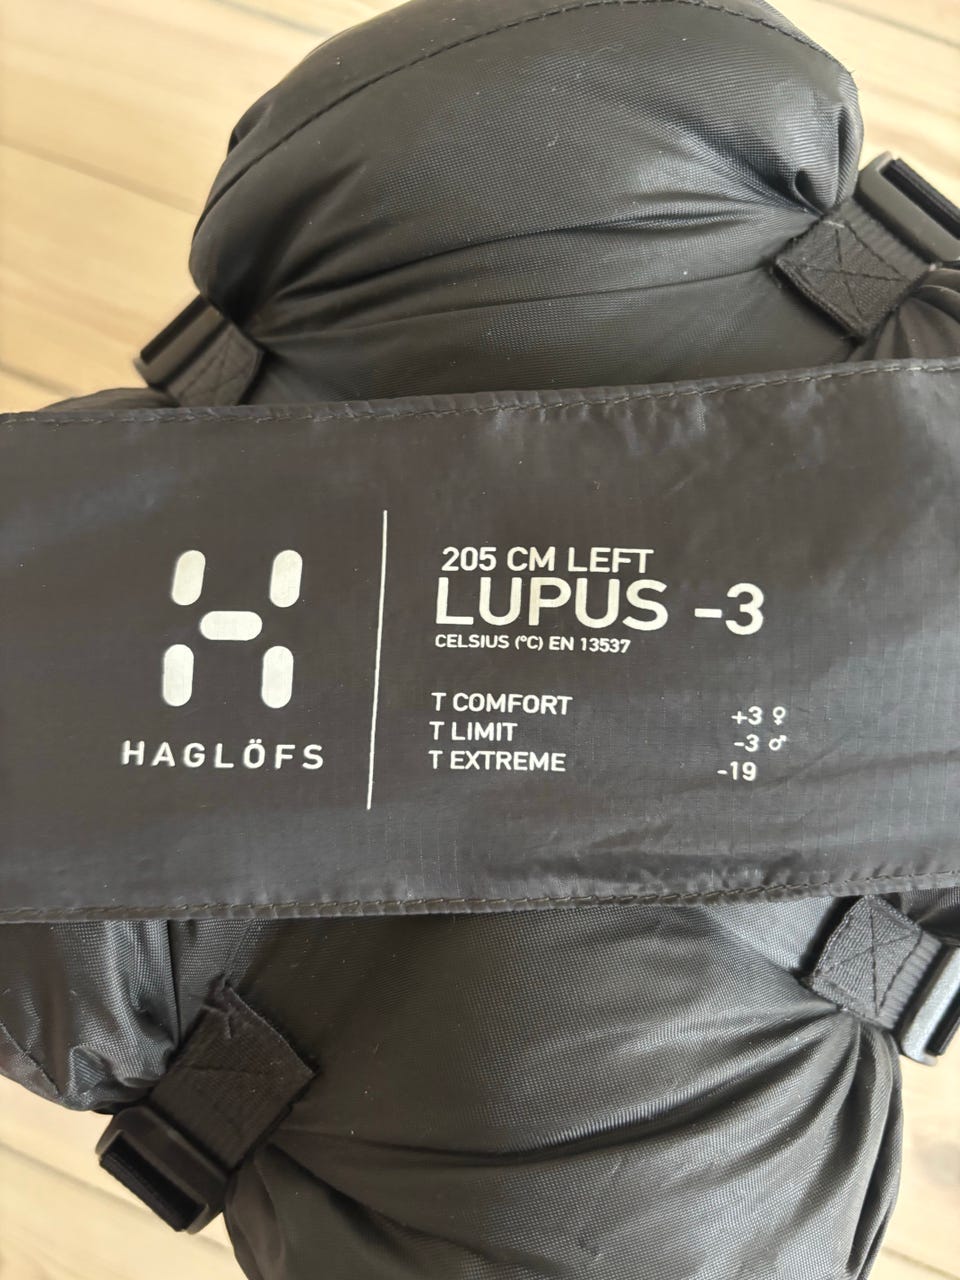 HAGLÖFS
205 CM LEFT
LUPUS -3
CELSIUS (°C) EN 13537
T COMFORT +3 ♀
T LIMIT -3 ♂
T EXTREME -19